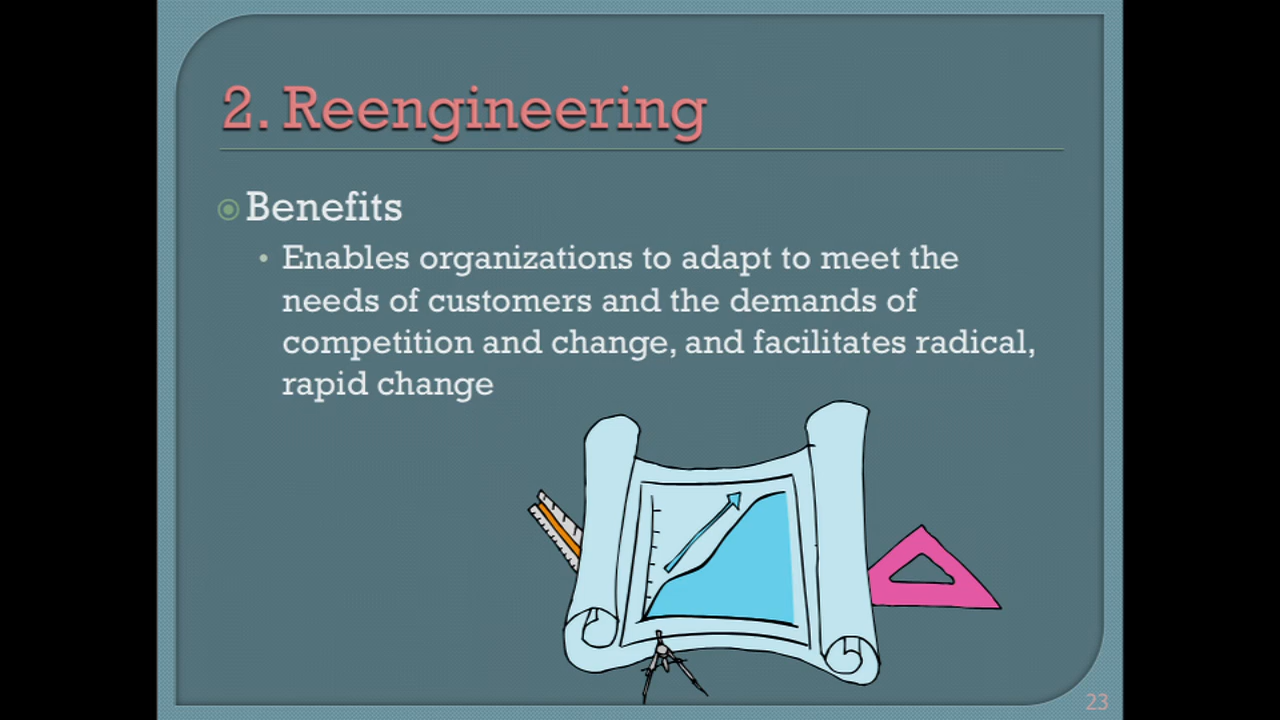 2. Reengineering
Benefits
Enables organizations to adapt to meet the
needs of customers and the demands of
competition and change, and facilitates radical,
rapid change
23